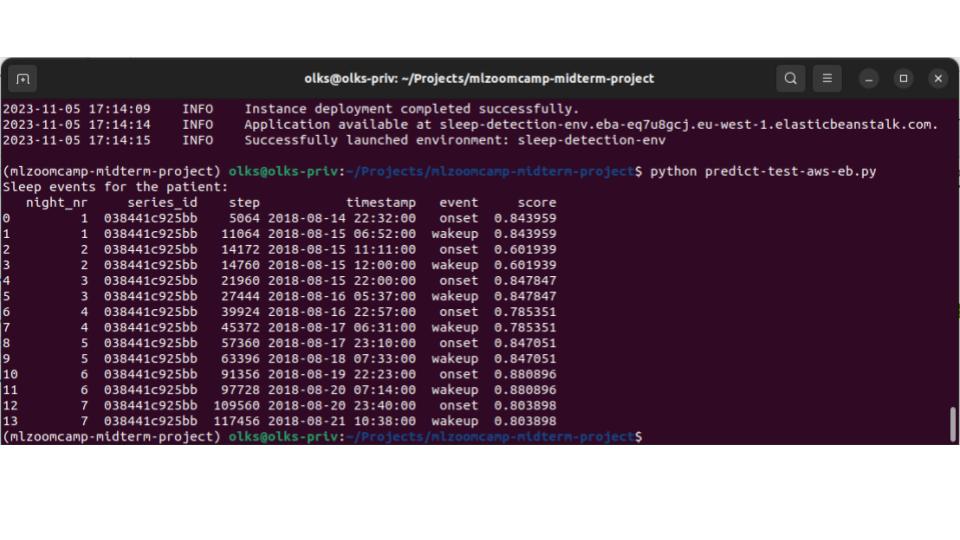 olks@olks-priv: ~/Projects/mlzoomcamp-midterm-project
2023-11-05 17:14:09    INFO    Instance deployment completed successfully.
2023-11-05 17:14:14    INFO    Application available at sleep-detection-env.eba-eq7u8gcj.eu-west-1.elasticbeanstalk.com.
2023-11-05 17:14:15    INFO    Successfully launched environment: sleep-detection-env
(mlzoomcamp-midterm-project) olks@olks-priv:~/Projects/mlzoomcamp-midterm-project$ python predict-test-aws-eb.py
Sleep events for the patient:
night_nr     series_id    step           timestamp   event     score
0          1  038441c925bb    5064 2018-08-14 22:32:00   onset  0.843959
1          1  038441c925bb   11064 2018-08-15 06:52:00  wakeup  0.843959
2          2  038441c925bb   14172 2018-08-15 11:11:00   onset  0.601939
3          2  038441c925bb   14760 2018-08-15 12:00:00  wakeup  0.601939
4          3  038441c925bb   21960 2018-08-15 22:00:00   onset  0.847847
5          3  038441c925bb   27444 2018-08-16 05:37:00  wakeup  0.847847
6          4  038441c925bb   39924 2018-08-16 22:57:00   onset  0.785351
7          4  038441c925bb   45372 2018-08-17 06:31:00  wakeup  0.785351
8          5  038441c925bb   57360 2018-08-17 23:10:00   onset  0.847051
9          5  038441c925bb   63396 2018-08-18 07:33:00  wakeup  0.847051
10         6  038441c925bb   91356 2018-08-19 22:23:00   onset  0.880896
11         6  038441c925bb   97728 2018-08-20 07:14:00  wakeup  0.880896
12         7  038441c925bb  109560 2018-08-20 23:40:00   onset  0.803898
13         7  038441c925bb  117456 2018-08-21 10:38:00  wakeup  0.803898
(mlzoomcamp-midterm-project) olks@olks-priv:~/Projects/mlzoomcamp-midterm-project$